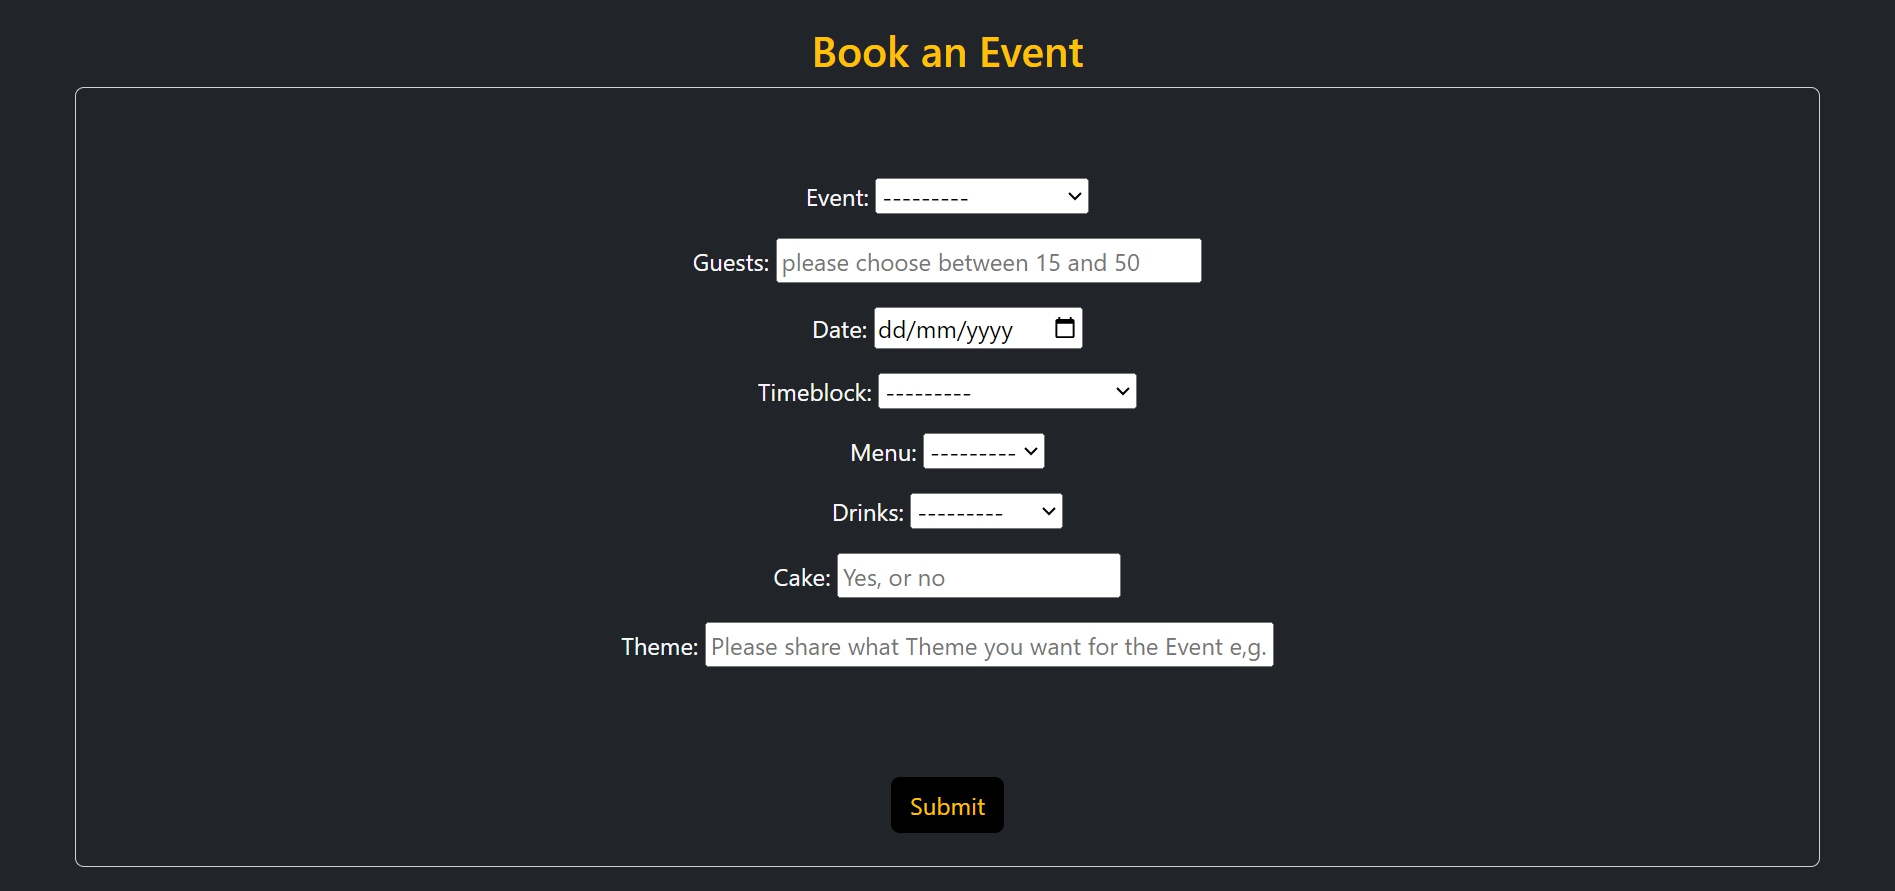 Book an Event
Event: ---------
Guests: please choose between 15 and 50
Date: dd/mm/yyyy
Timeblock: ---------
Menu: ---------
Drinks: ---------
Cake: Yes, or no
Theme: Please share what Theme you want for the Event e,g.
Submit